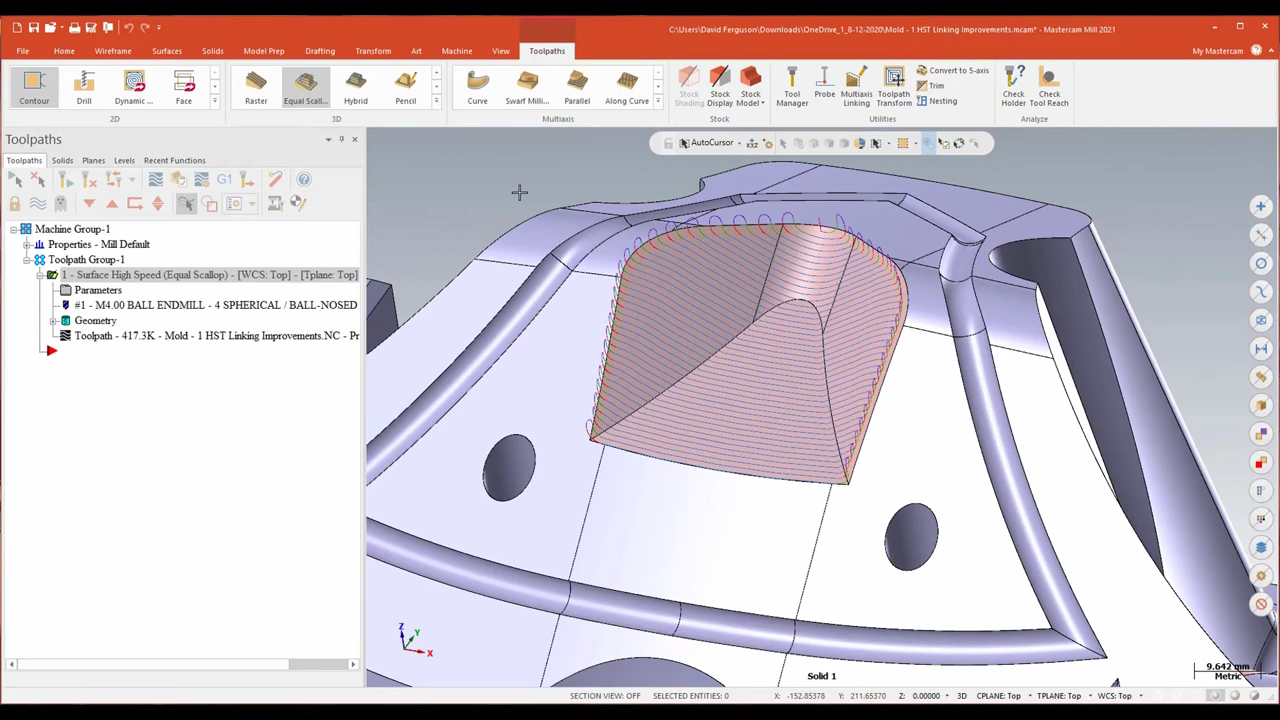 C:\Users\David Ferguson\Downloads\OneDrive_1_8-12-2020\Mold - 1 HST Linking Improvements.mcam* - Mastercam Mill 2021
File Home Wireframe Surfaces Solids Model Prep Drafting Transform Art Machine View Toolpaths My Mastercam
Contour Drill Dynamic ... Face Raster Equal Scall... Hybrid Pencil Curve Swarf Milli... Parallel Along Curve Stock Shading Stock Display Stock Model Tool Manager Probe Multiaxis Linking Toolpath Transform Convert to 5-axis Trim Nesting Check Holder Check Tool Reach
2D 3D Multiaxis Stock Utilities Analyze
Toolpaths
AutoCursor
Toolpaths Solids Planes Levels Recent Functions
G1
Machine Group-1
Properties - Mill Default
Toolpath Group-1
1 - Surface High Speed (Equal Scallop) - [WCS: Top] - [Tplane: Top]
Parameters
#1 - M4.00 BALL ENDMILL - 4 SPHERICAL / BALL-NOSED
Geometry
Toolpath - 417.3K - Mold - 1 HST Linking Improvements.NC - Pr
Z
Y
X
9.642 mm
Metric
Solid 1
SECTION VIEW: OFF SELECTED ENTITIES: 0 X: -152.85378 Y: 211.65370 Z: 0.00000 3D CPLANE: Top TPLANE: Top WCS: Top